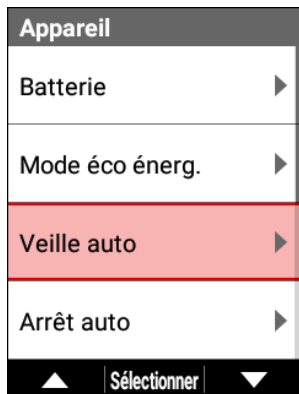 Appareil
Batterie
Mode éco énerg.
Veille auto
Arrêt auto
Sélectionner